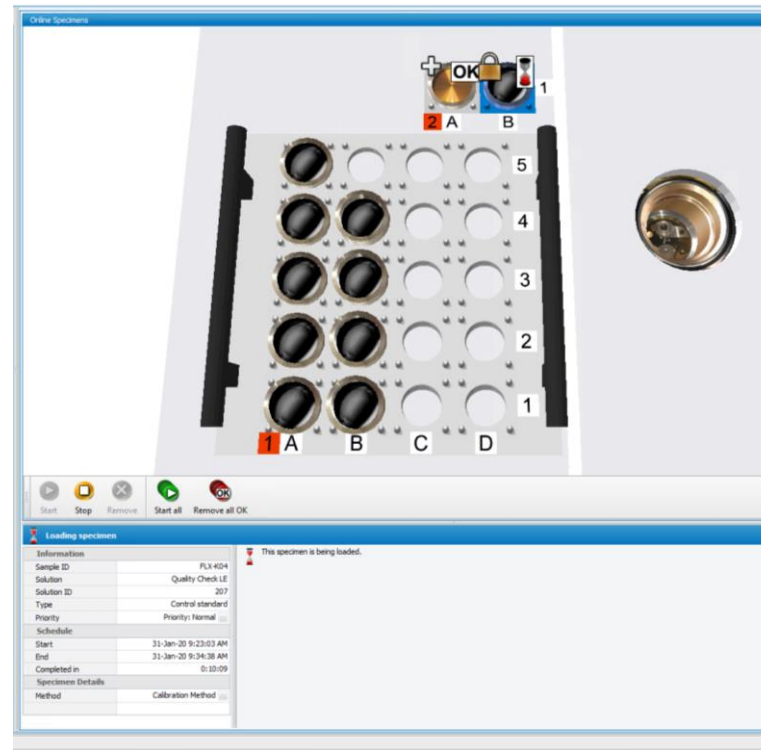 Online Specimens
OK
1
2 A B
5
4
3
2
1
1 A B C D
Start Stop Remove Start all Remove all OK
Loading specimen
Information
Sample ID FLX-K04
Solution Quality Check LE
Solution ID 207
Type Control standard
Priority Priority: Normal ...
Schedule
Start 31-Jan-20 9:23:03 AM
End 31-Jan-20 9:34:38 AM
Completed in 0:10:09
Specimen Details
Method Calibration Method ...
This specimen is being loaded.